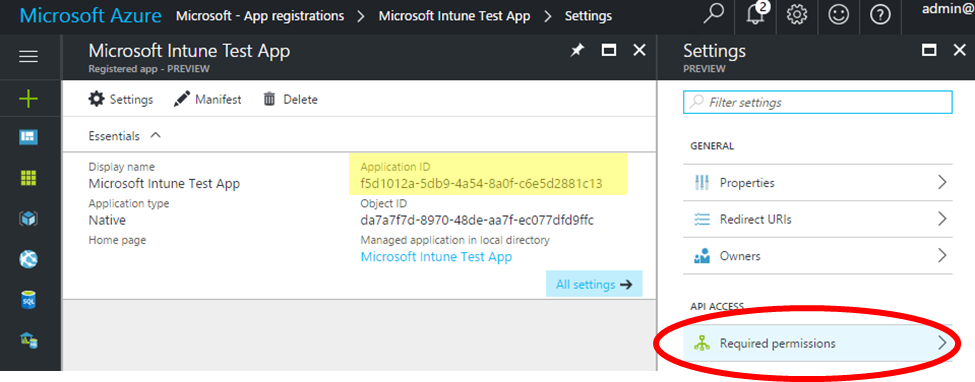 Microsoft Azure Microsoft - App registrations > Microsoft Intune Test App > Settings 2 admin@
Microsoft Intune Test App
Registered app - PREVIEW
Settings Manifest Delete
Essentials
Display name
Microsoft Intune Test App
Application ID
f5d1012a-5db9-4a54-8a0f-c6e5d2881c13
Application type
Native
Object ID
da7a7f7d-8970-48de-aa7f-ec077dfd9ffc
Home page
Managed application in local directory
Microsoft Intune Test App
All settings →
Settings
PREVIEW
Filter settings
GENERAL
Properties
Redirect URIs
Owners
API ACCESS
Required permissions
SQL